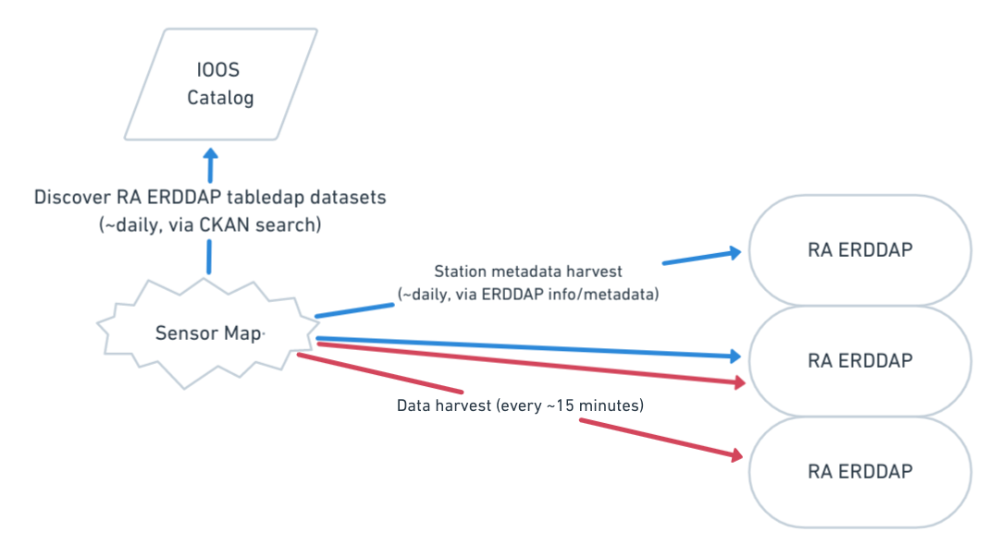 IOOS
Catalog
Discover RA ERDDAP tabledap datasets
(~daily, via CKAN search)
RA ERDDAP
Station metadata harvest
(~daily, via ERDDAP info/metadata)
Sensor Map
RA ERDDAP
Data harvest (every ~15 minutes)
RA ERDDAP